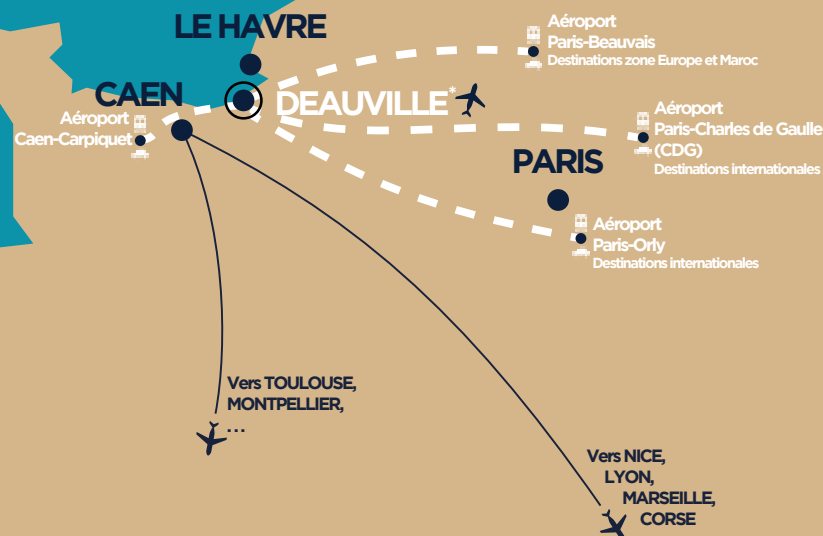 LE HAVRE
Aéroport
Paris-Beauvais
Destinations zone Europe et Maroc
CAEN
DEAUVILLE*
Aéroport
Caen-Carpiquet
Aéroport
Paris-Charles de Gaulle
(CDG)
Destinations internationales
PARIS
Aéroport
Paris-Orly
Destinations internationales
Vers TOULOUSE,
MONTPELLIER,
...
Vers NICE,
LYON,
MARSEILLE,
CORSE